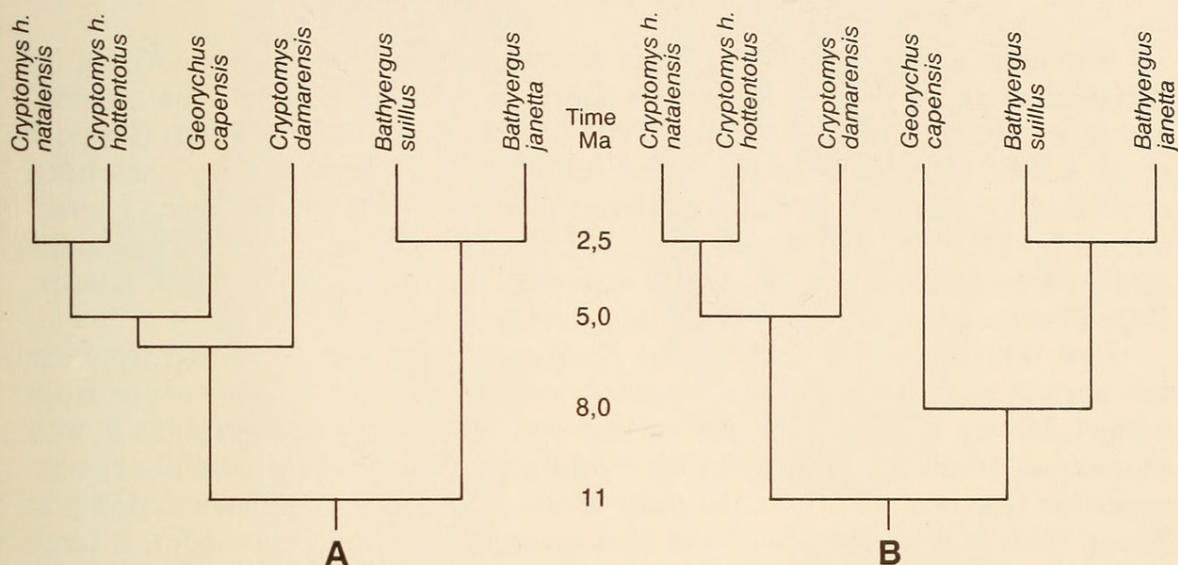 Cryptomys h.
natalensis
Cryptomys h.
hottentotus
Georychus
capensis
Cryptomys
damarensis
Bathyergus
suillus
Bathyergus
janetta
Time
Ma
Cryptomys h.
natalensis
Cryptomys h.
hottentotus
Cryptomys
damarensis
Georychus
capensis
Bathyergus
suillus
Bathyergus
janetta
2,5
5,0
8,0
11
A
B